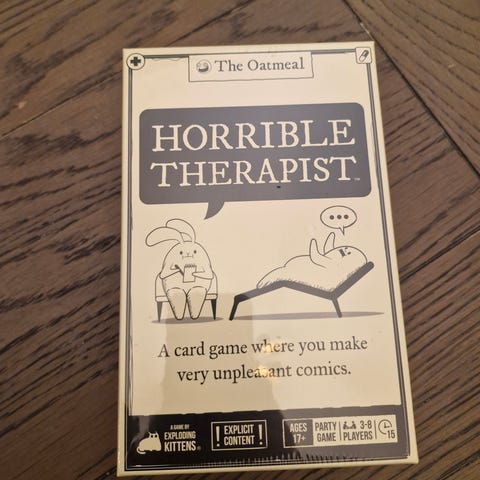 The Oatmeal
HORRIBLE
THERAPIST™
A card game where you make
very unpleasant comics.
A GAME BY
EXPLODING
KITTENS®
! EXPLICIT CONTENT !
AGES
17+
PARTY
GAME
3-8
PLAYERS
15